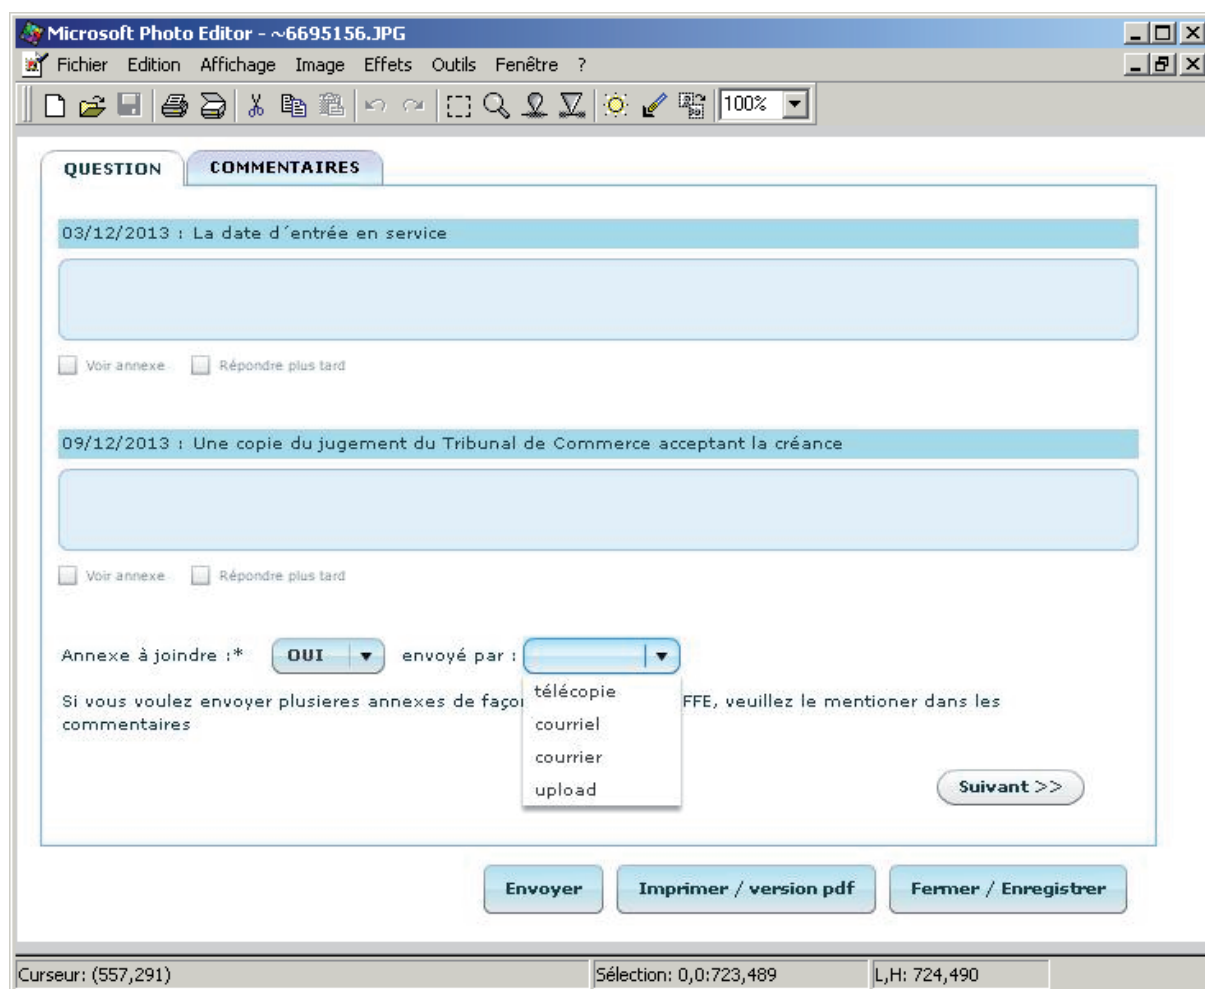 Microsoft Photo Editor - ~6695156.JPG
Fichier Edition Affichage Image Effets Outils Fenêtre ?
100%
QUESTION COMMENTAIRES
03/12/2013 : La date d´entrée en service
Voir annexe Répondre plus tard
09/12/2013 : Une copie du jugement du Tribunal de Commerce acceptant la créance
Voir annexe Répondre plus tard
Annexe à joindre :* OUI envoyé par :
télécopie
Si vous voulez envoyer plusieres annexes de faço FFE, veuillez le mentioner dans les
commentaires
courriel
courrier
upload
Suivant >>
Envoyer Imprimer / version pdf Fermer / Enregistrer
Curseur: (557,291) Sélection: 0,0:723,489 L,H: 724,490